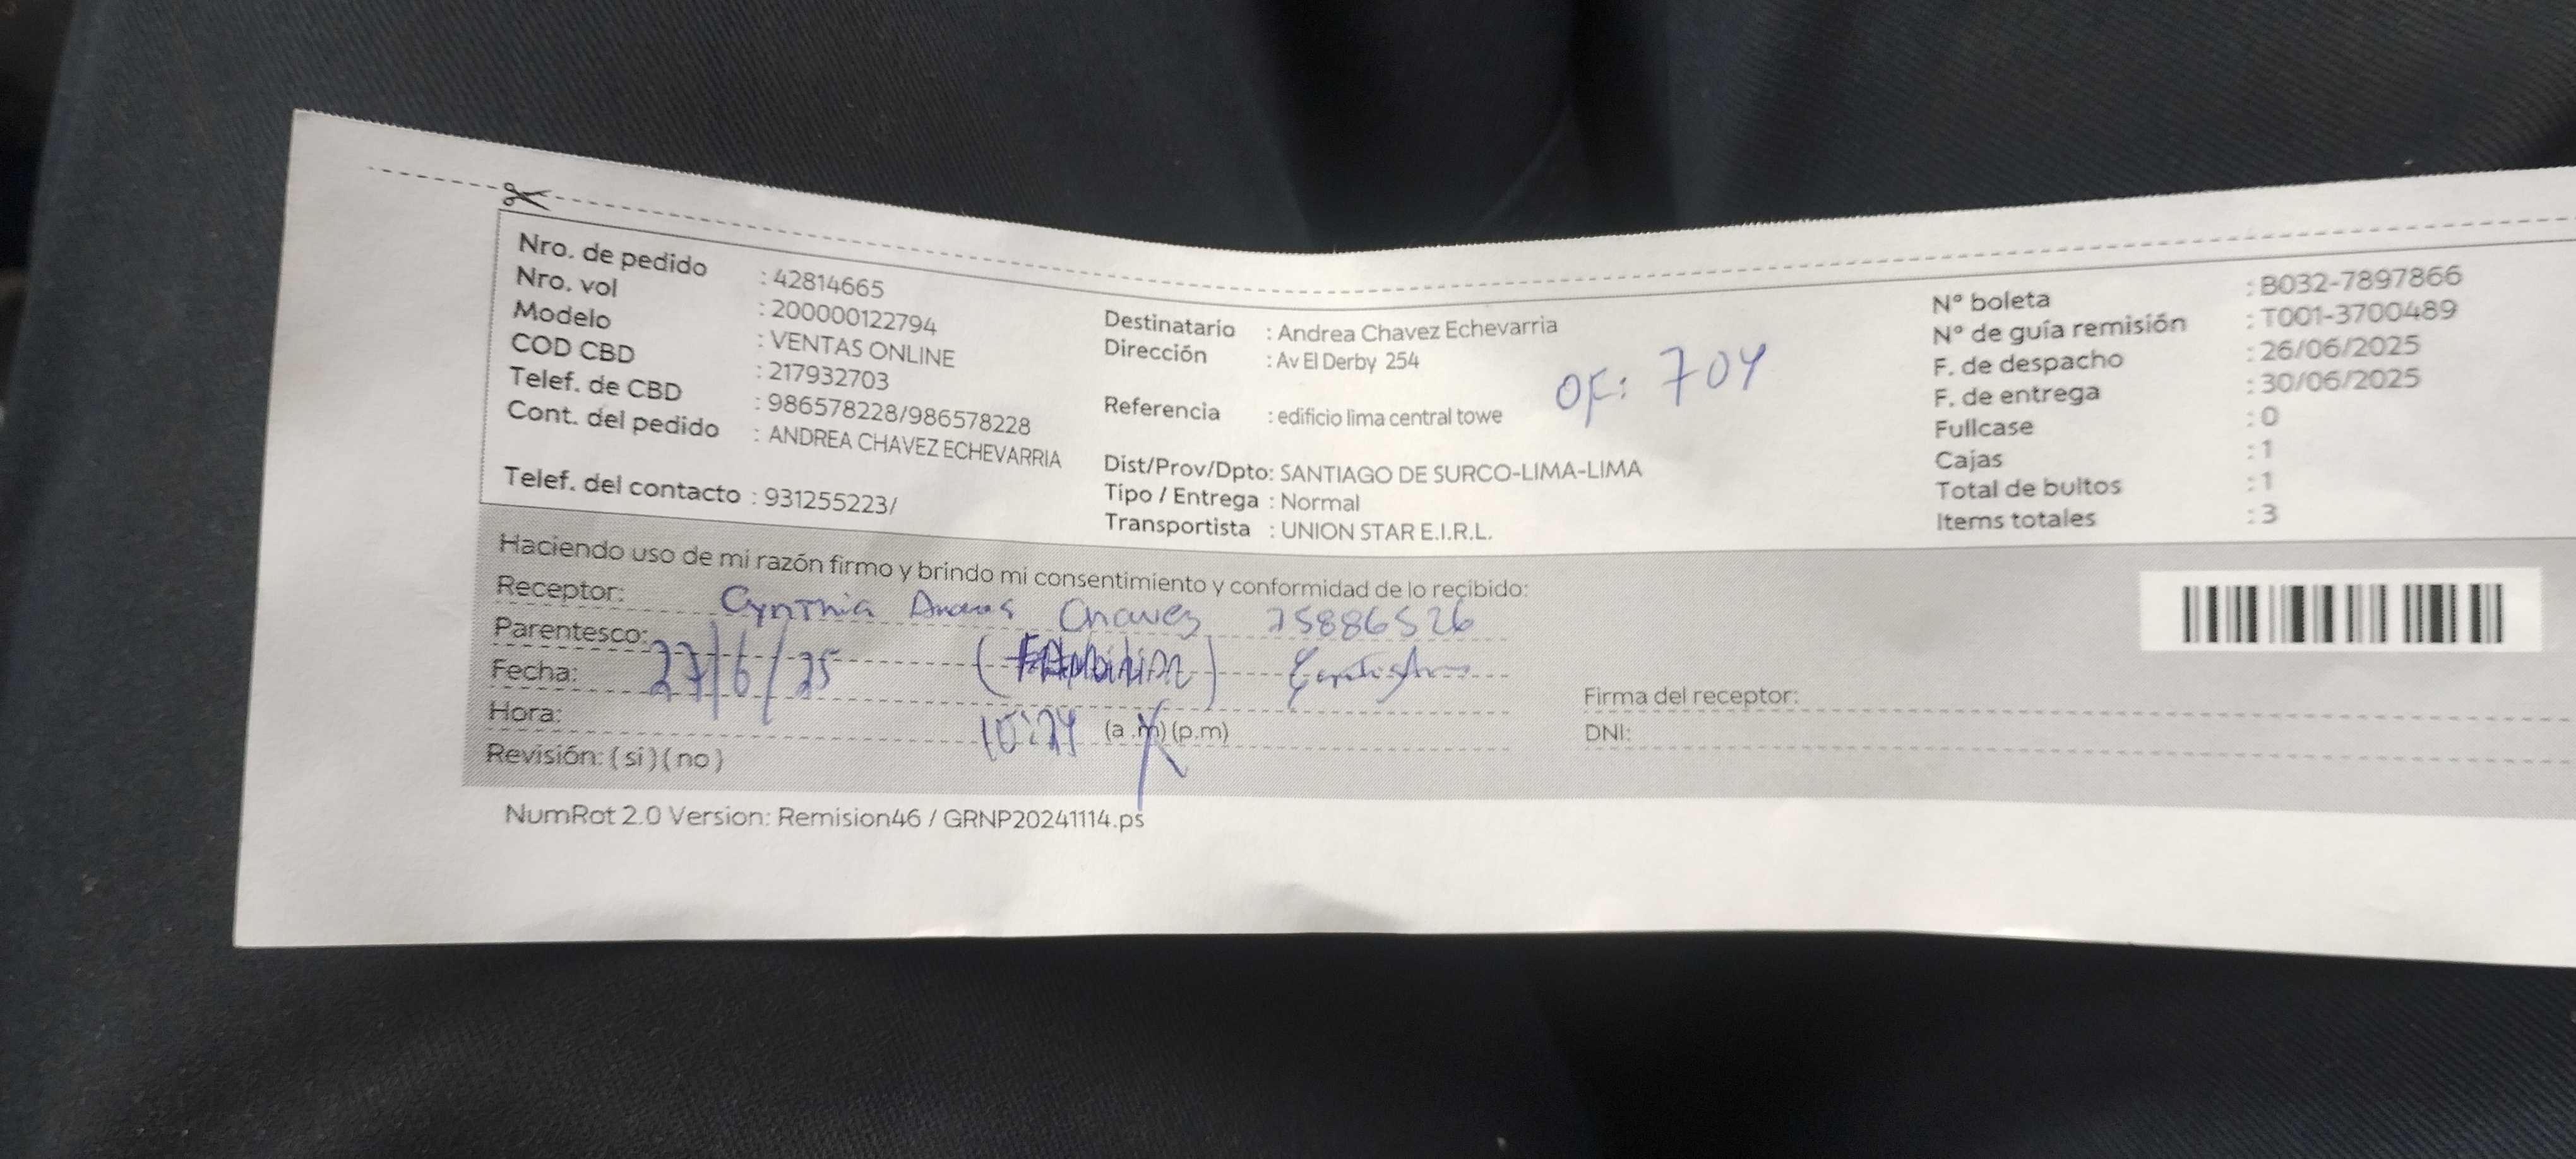 Nro. de pedido : 42814665
Nro. vol : 200000122794
Modelo : VENTAS ONLINE
COD CBD : 217932703
Telef. de CBD : 986578228/986578228
Cont. del pedido : ANDREA CHAVEZ ECHEVARRIA
Telef. del contacto : 931255223/
Destinatario : Andrea Chavez Echevarria
Dirección : Av El Derby 254
OF: 704
Referencia : edificio lima central towe
Dist/Prov/Dpto: SANTIAGO DE SURCO-LIMA-LIMA
Tipo / Entrega : Normal
Transportista : UNION STAR E.I.R.L.
Nº boleta : B032-7897866
Nº de guía remisión : T001-3700489
F. de despacho : 26/06/2025
F. de entrega : 30/06/2025
Fullcase : 0
Cajas : 1
Total de bultos : 1
Items totales : 3
Haciendo uso de mi razón firmo y brindo mi consentimiento y conformidad de lo recibido:
Receptor: Cynthia Chavez 75886526
Parentesco:
Fecha: 27/6/25
Hora: (a.m)(p.m)
Revisión: (si)(no)
Firma del receptor:
DNI:
NumRot 2.0 Version: Remision46 / GRNP20241114.ps